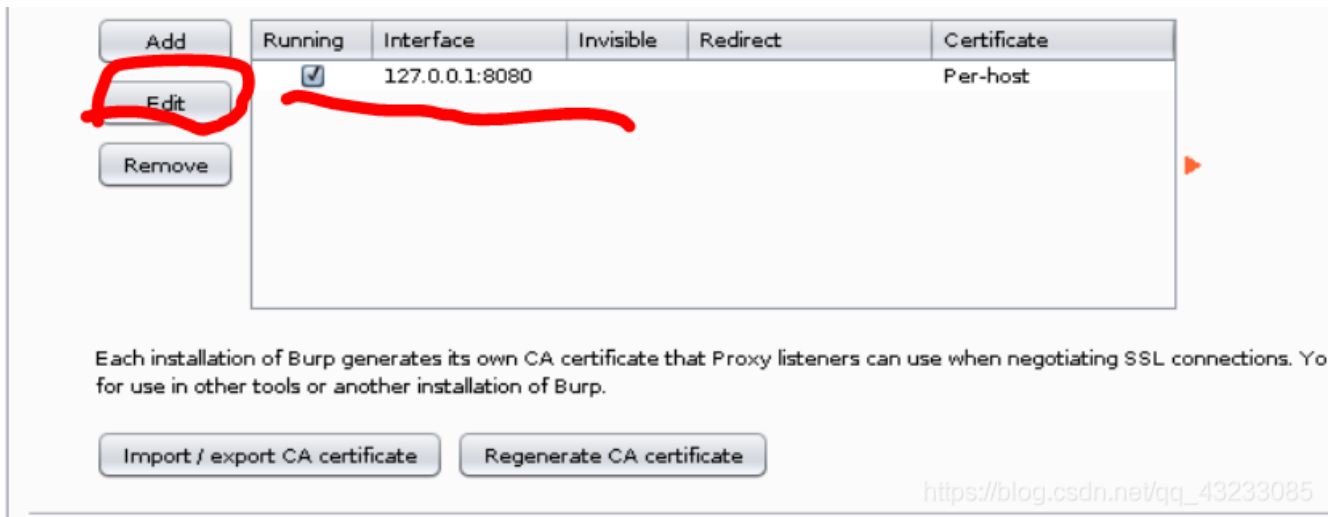 Add
Running Interface Invisible Redirect Certificate
127.0.0.1:8080 Per-host
Edit
Remove
Each installation of Burp generates its own CA certificate that Proxy listeners can use when negotiating SSL connections. Yo
for use in other tools or another installation of Burp.
Import / export CA certificate Regenerate CA certificate
https://blog.csdn.net/qq_43233085